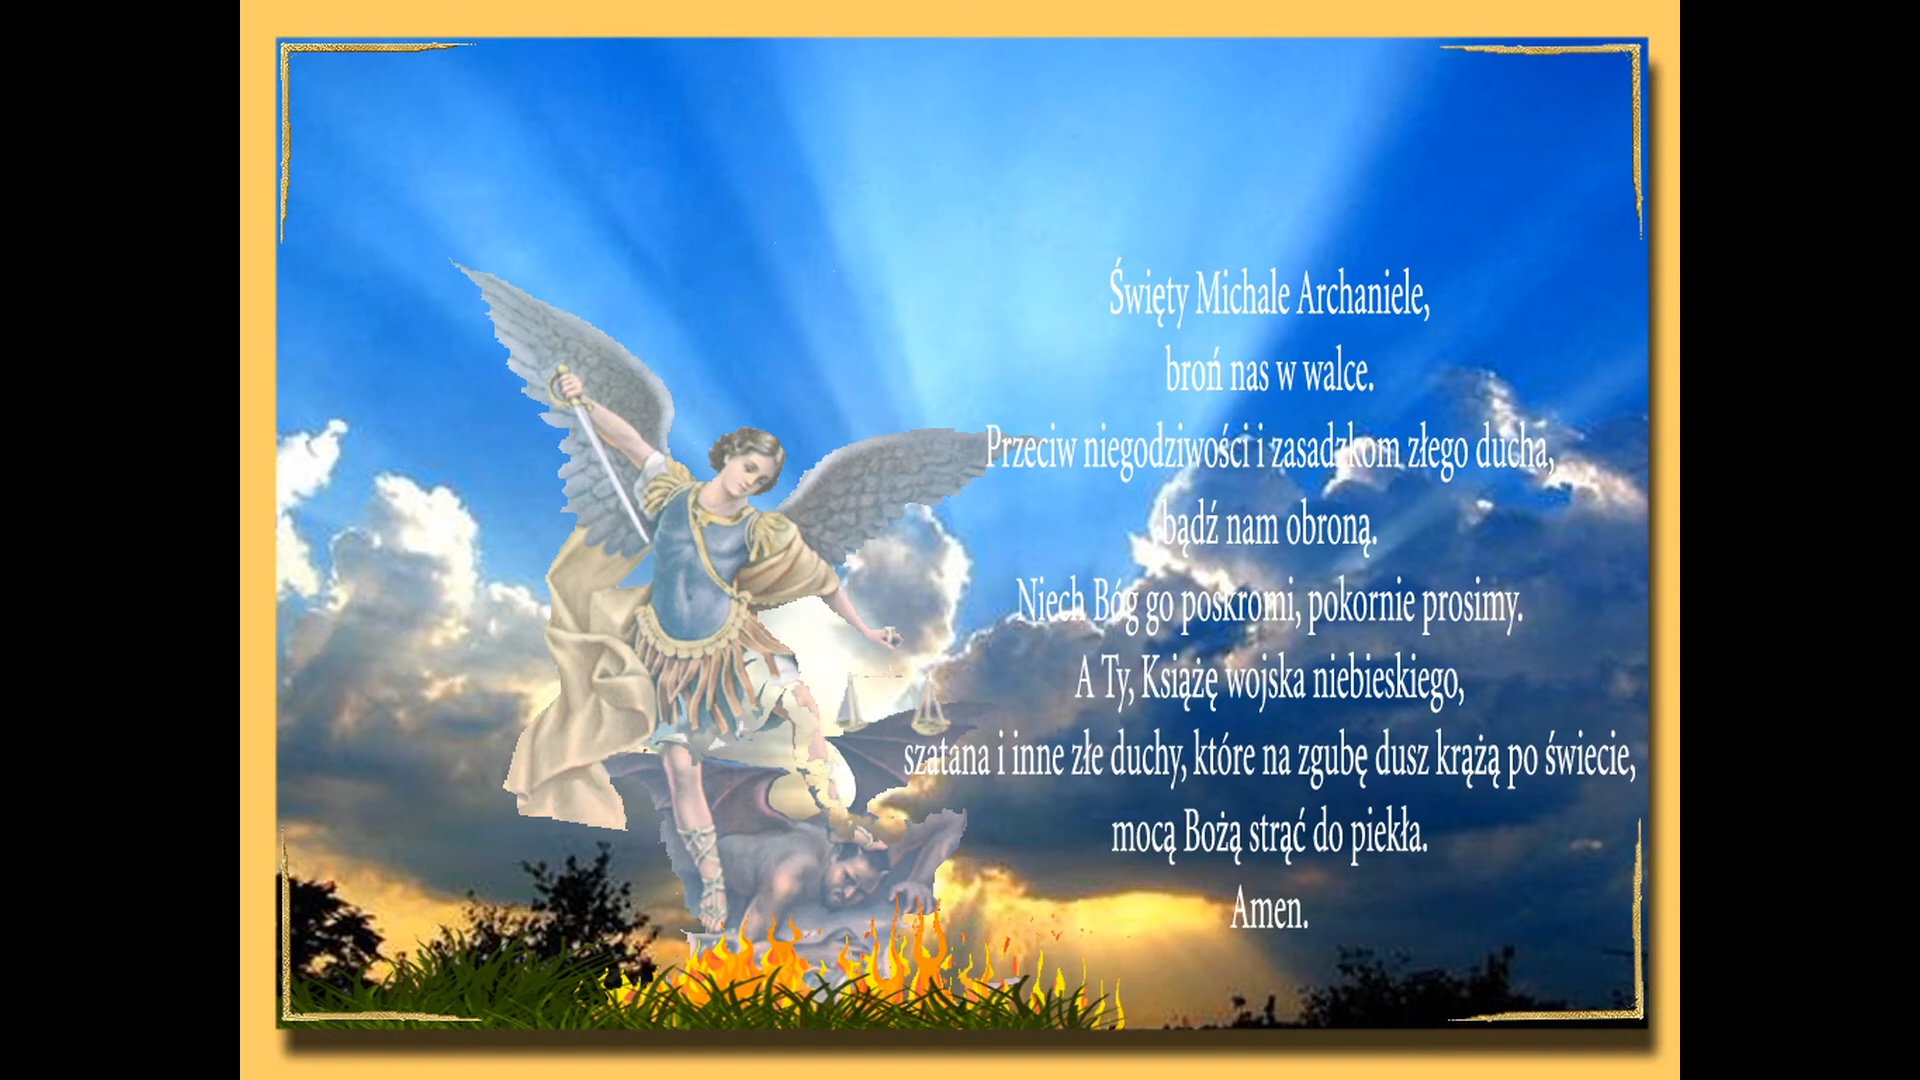 Święty Michale Archaniele,
broń nas w walce.
Przeciw niegodziwości i zasadzkom złego ducha,
bądź nam obroną.
Niech Bóg go poskromi, pokornie prosimy.
A Ty, Książę wojska niebieskiego,
szatana i inne złe duchy, które na zgubę dusz krążą po świecie,
mocą Bożą strąć do piekła.
Amen.